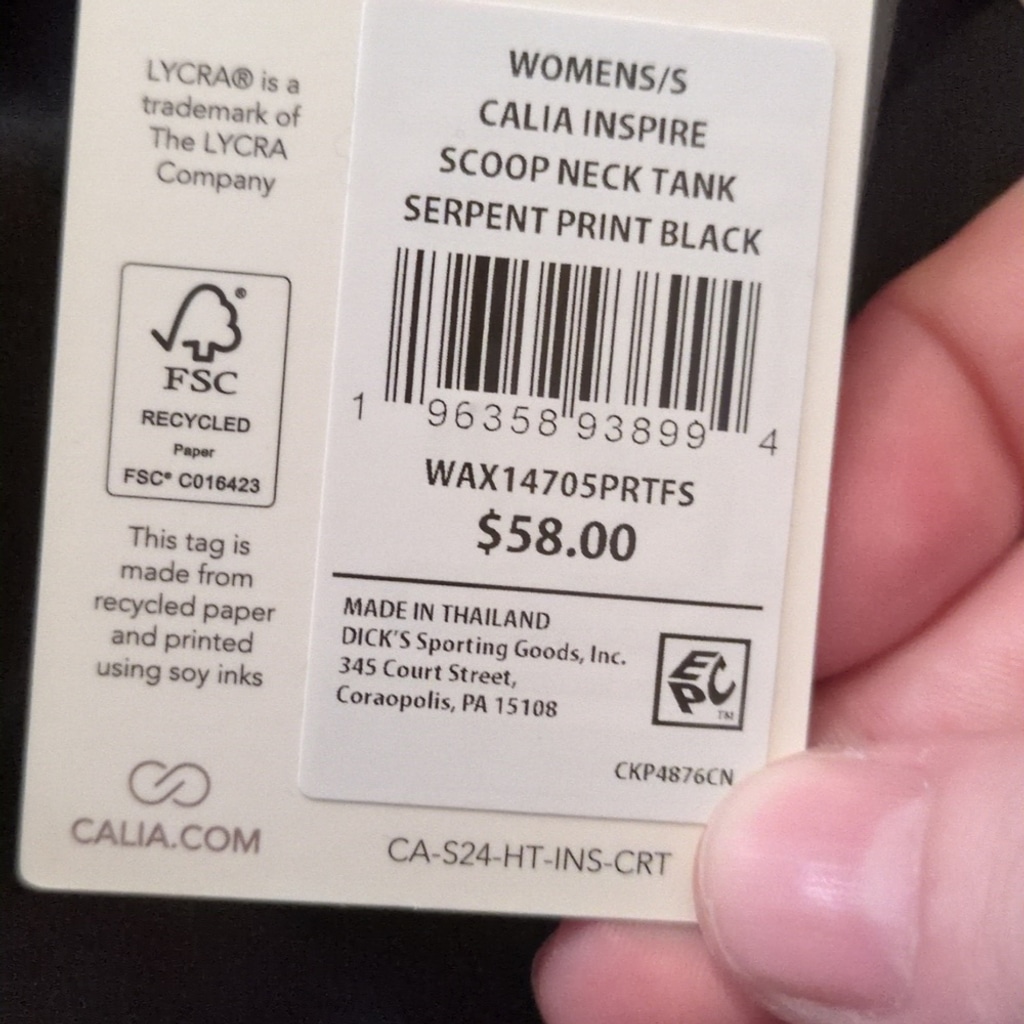 LYCRA® is a
trademark of
The LYCRA
Company
®
FSC
RECYCLED
Paper
FSC® C016423
This tag is
made from
recycled paper
and printed
using soy inks
CALIA.COM
WOMENS/S
CALIA INSPIRE
SCOOP NECK TANK
SERPENT PRINT BLACK
1 96358 93899 4
WAX14705PRTFS
$58.00
MADE IN THAILAND
DICK'S Sporting Goods, Inc.
345 Court Street,
Coraopolis, PA 15108
EPC™
CKP4876CN
CA-S24-HT-INS-CRT